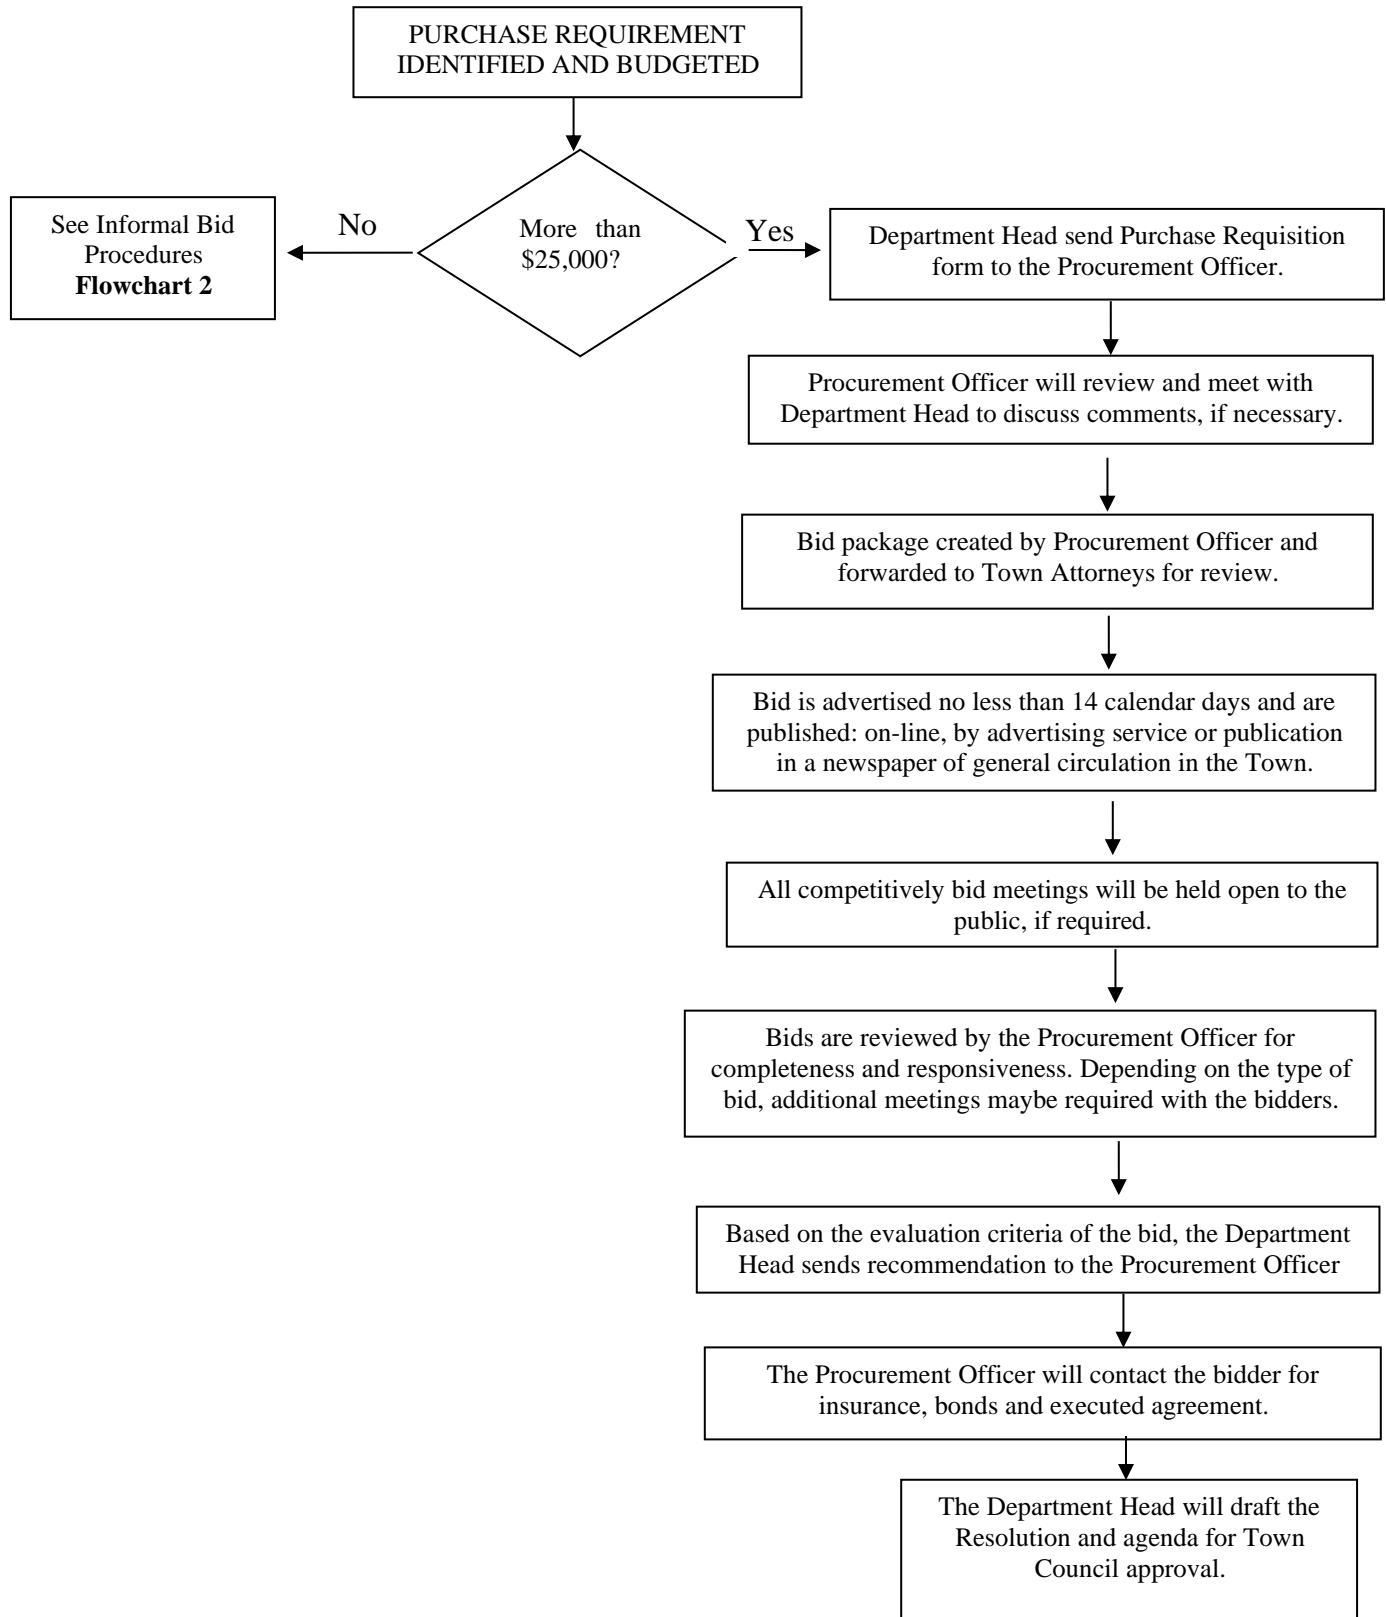 PURCHASE REQUIREMENT
IDENTIFIED AND BUDGETED
More than
$25,000?
No
Yes
See Informal Bid
Procedures
Flowchart 2
Department Head send Purchase Requisition
form to the Procurement Officer.
Procurement Officer will review and meet with
Department Head to discuss comments, if necessary.
Bid package created by Procurement Officer and
forwarded to Town Attorneys for review.
Bid is advertised no less than 14 calendar days and are
published: on-line, by advertising service or publication
in a newspaper of general circulation in the Town.
All competitively bid meetings will be held open to the
public, if required.
Bids are reviewed by the Procurement Officer for
completeness and responsiveness. Depending on the type of
bid, additional meetings maybe required with the bidders.
Based on the evaluation criteria of the bid, the Department
Head sends recommendation to the Procurement Officer
The Procurement Officer will contact the bidder for
insurance, bonds and executed agreement.
The Department Head will draft the
Resolution and agenda for Town
Council approval.